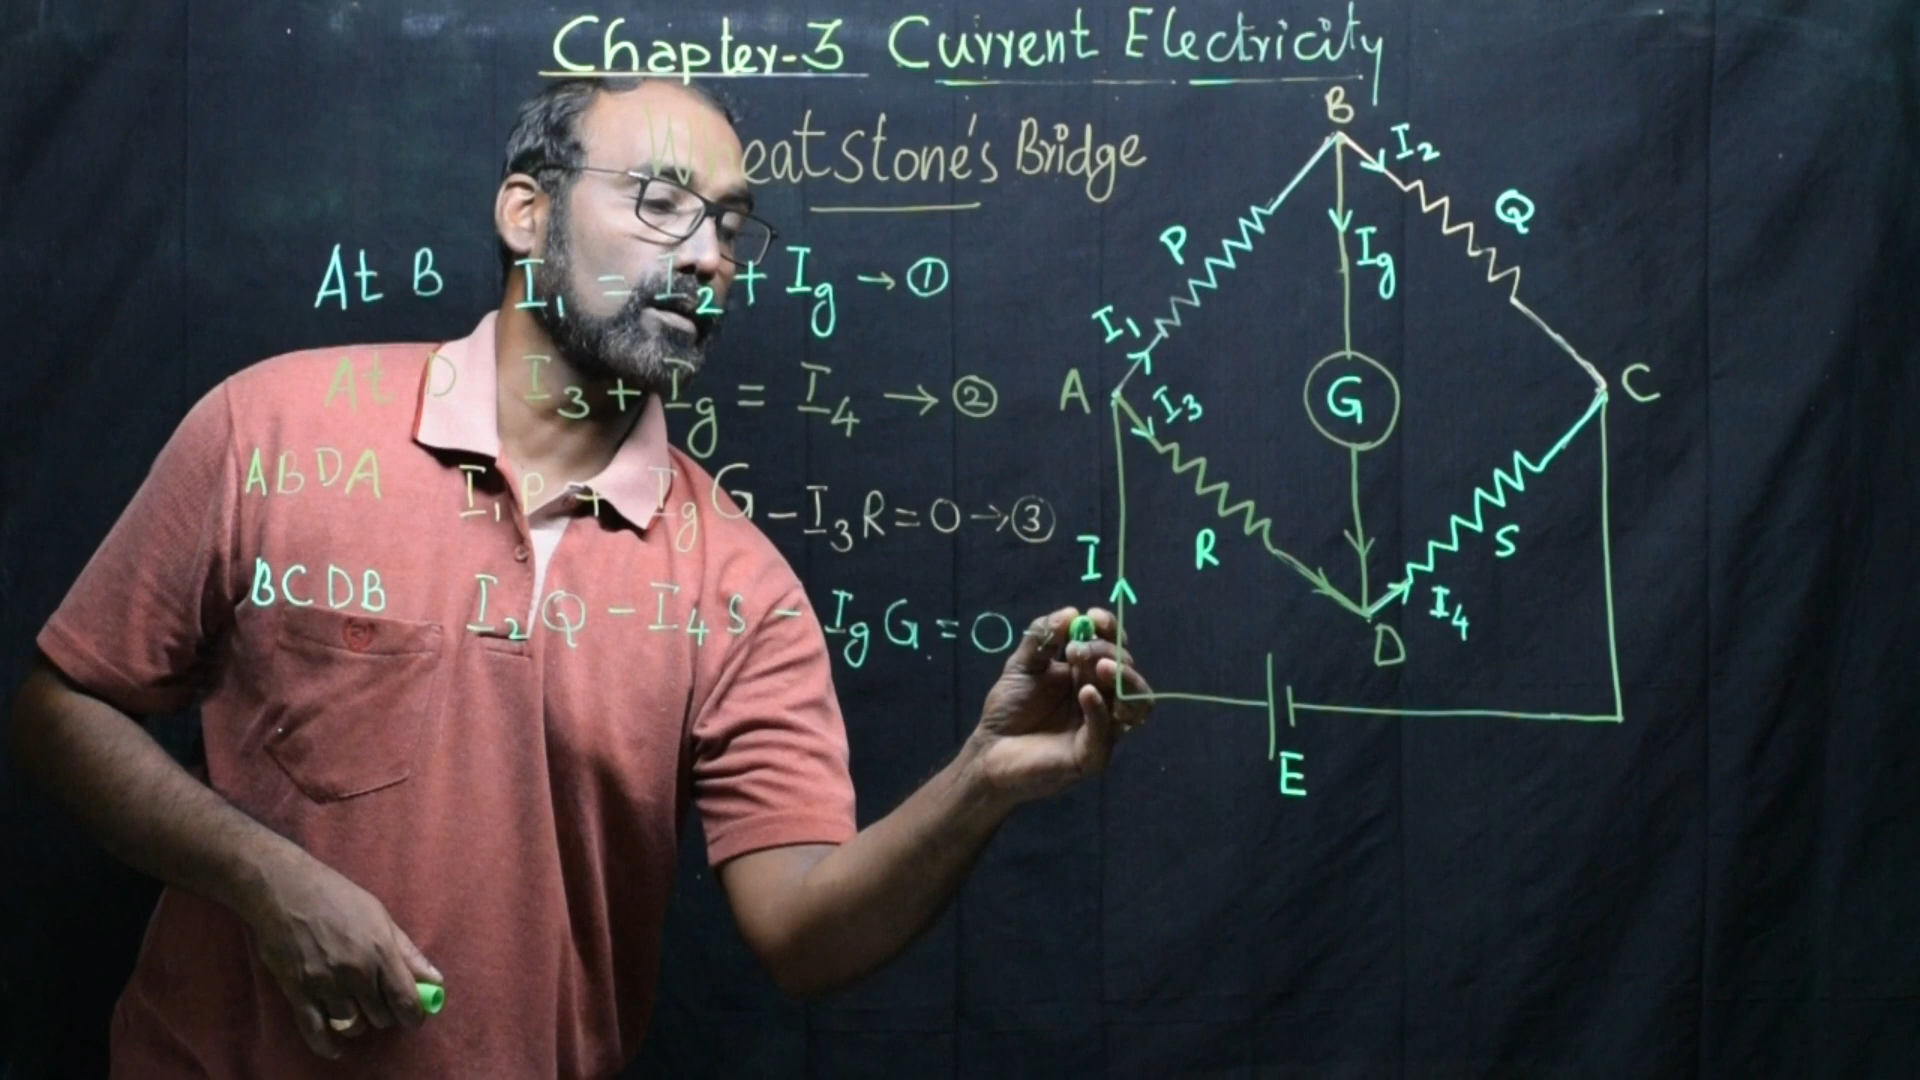 Chapter-3 Current Electricity
Wheatstone's Bridge
At B I₁ = I₂ + Ig → ①
At D I₃ + Ig = I₄ → ②
ABDA I₁P + IgG - I₃R = 0 → ③
BCDB I₂Q - I₄S - IgG = 0 →
B
I₂
Q
P
Ig
I₁
A
I₃
G
C
R
S
I
I₄
D
E